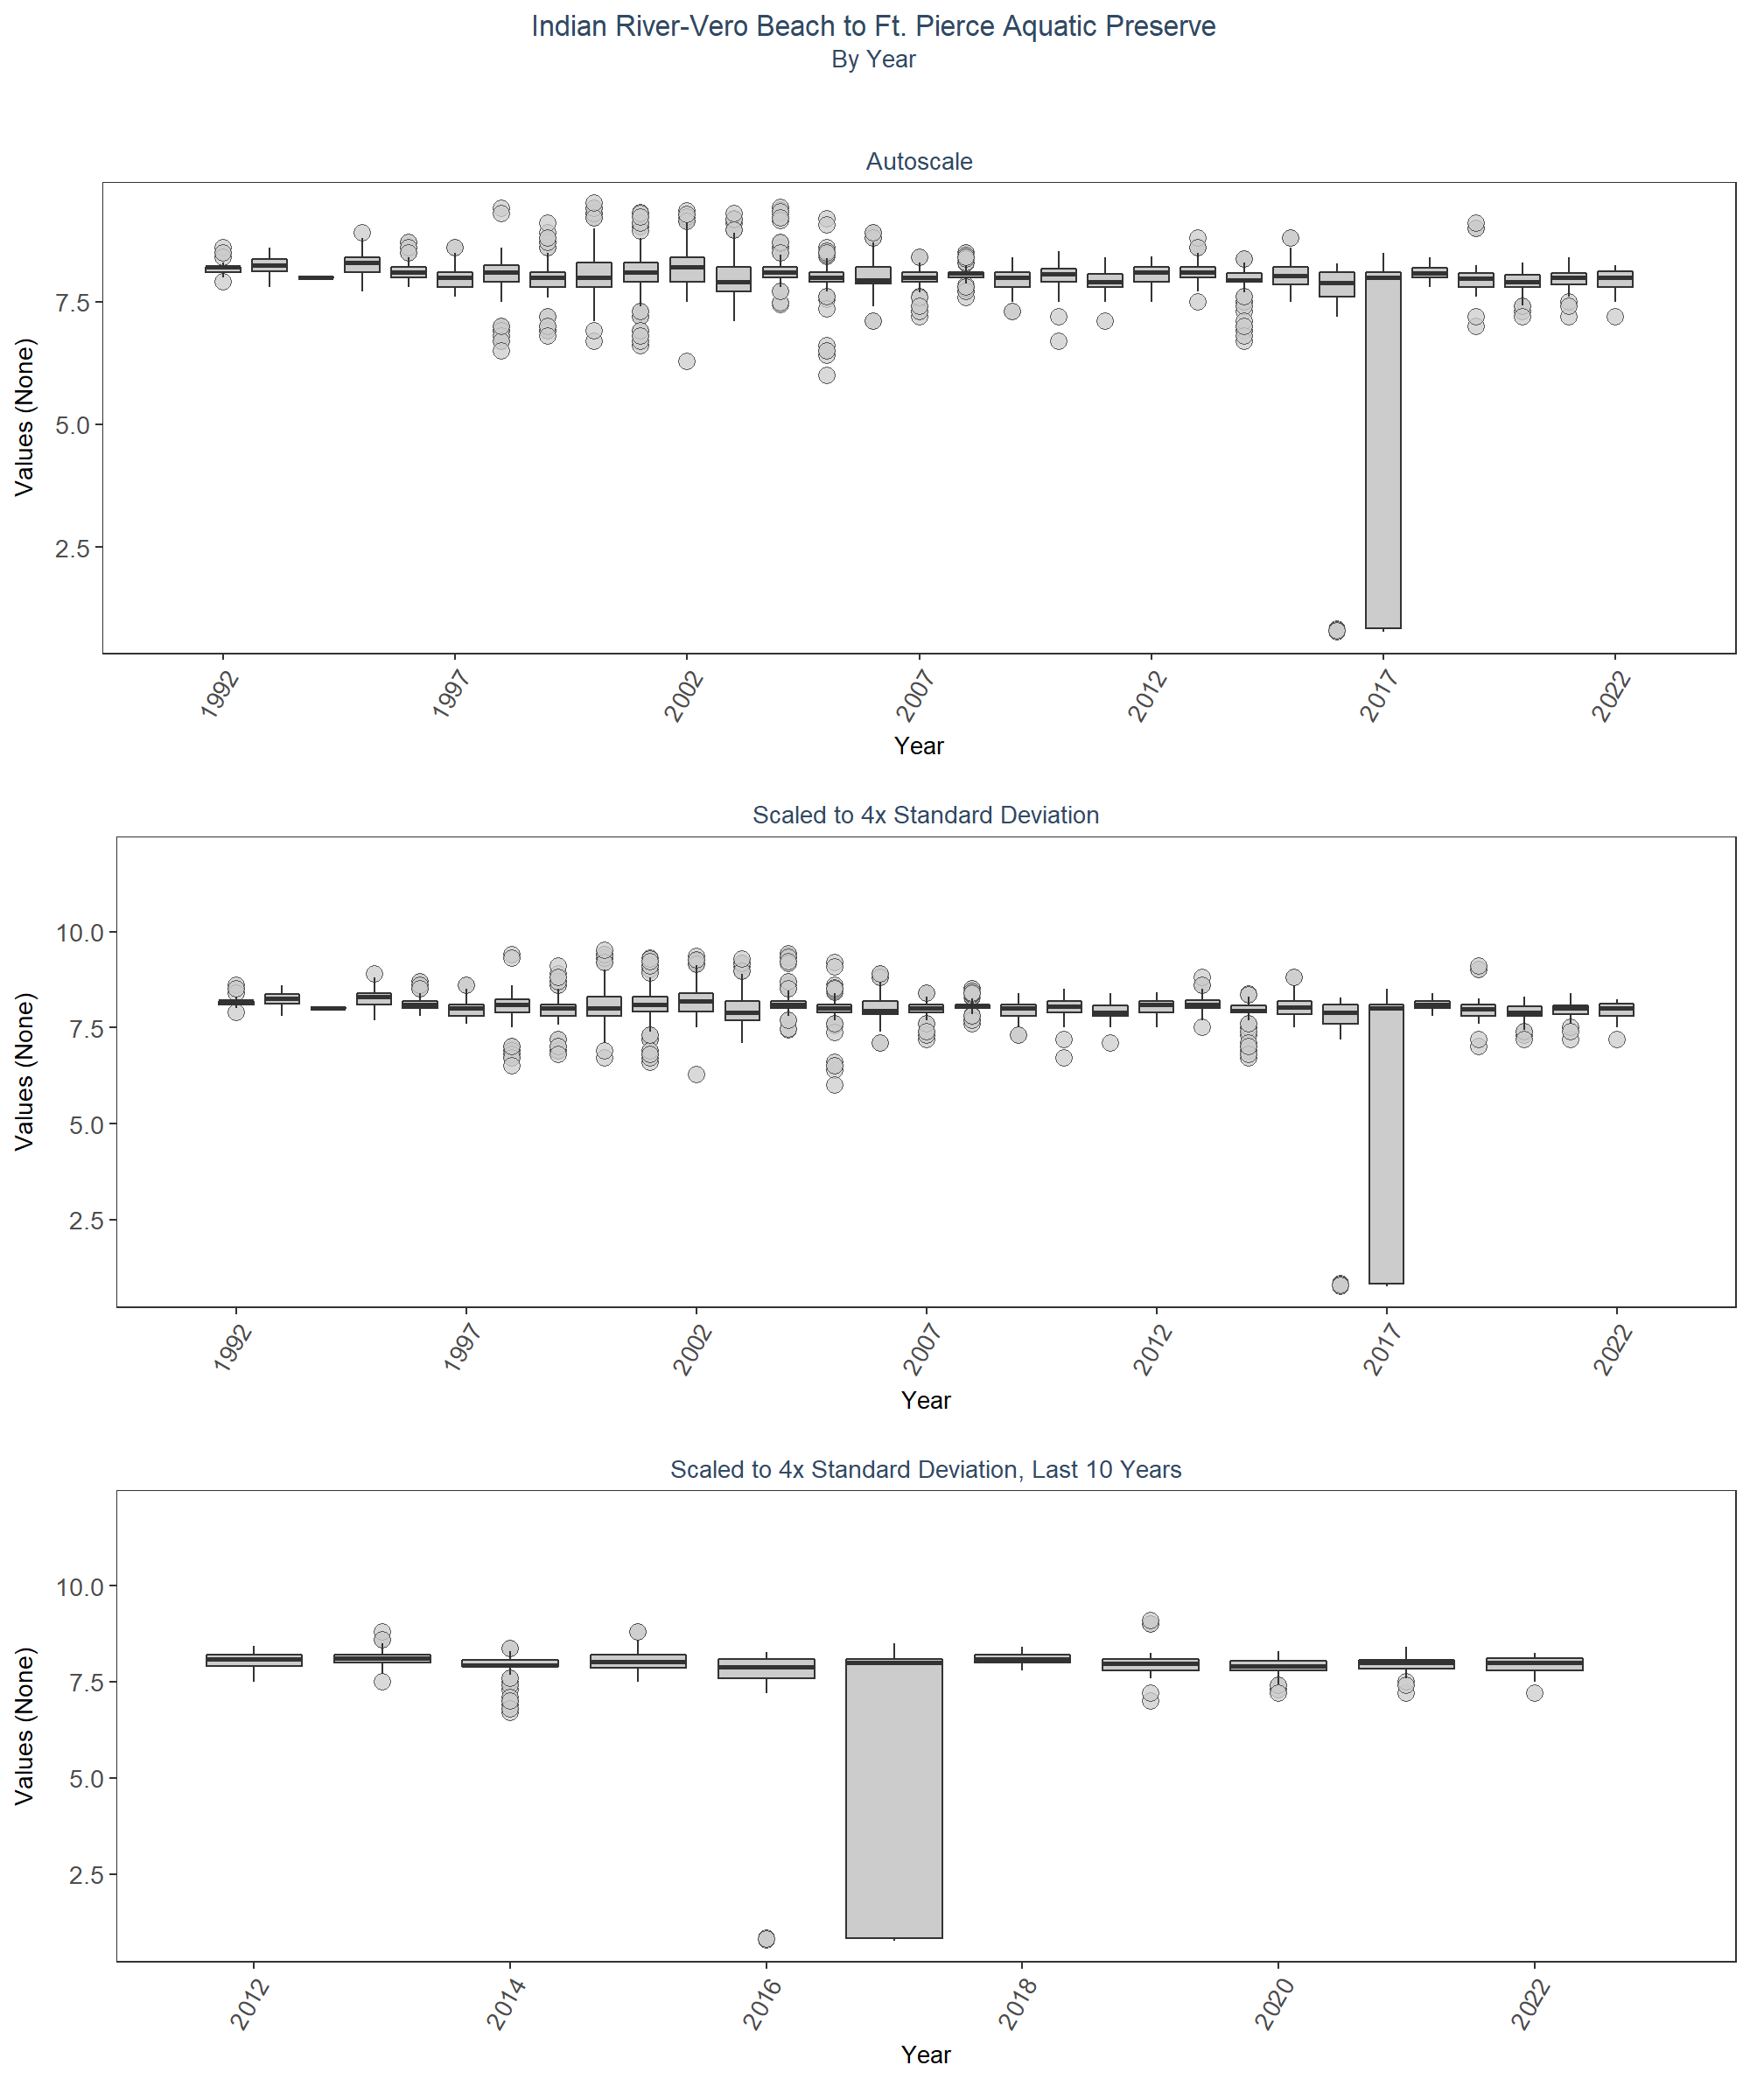 Indian River-Vero Beach to Ft. Pierce Aquatic Preserve
By Year
Autoscale
Values (None)
7.5
5.0
2.5
1992 1997 2002 2007 2012 2017 2022
Year
Scaled to 4x Standard Deviation
Values (None)
10.0
7.5
5.0
2.5
1992 1997 2002 2007 2012 2017 2022
Year
Scaled to 4x Standard Deviation, Last 10 Years
Values (None)
10.0
7.5
5.0
2.5
2012 2014 2016 2018 2020 2022
Year